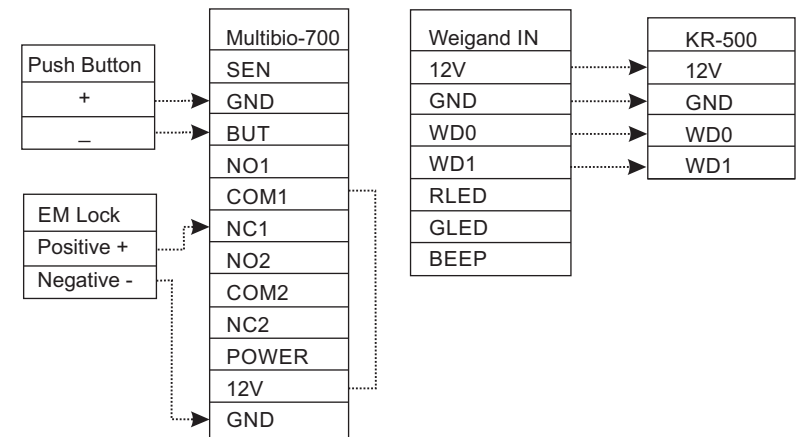 Push Button
+
_
EM Lock
Positive +
Negative -
Multibio-700
SEN
GND
BUT
NO1
COM1
NC1
NO2
COM2
NC2
POWER
12V
GND
Weigand IN
12V
GND
WD0
WD1
RLED
GLED
BEEP
KR-500
12V
GND
WD0
WD1